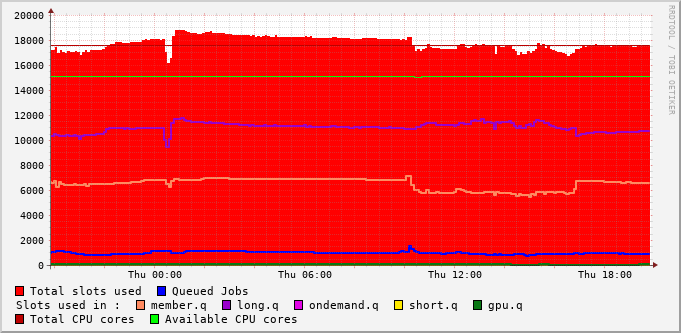 20000
18000
16000
14000
12000
10000
8000
6000
4000
2000
0
Thu 00:00 Thu 06:00 Thu 12:00 Thu 18:00
RRDTOOL / TOBI OETIKER
Total slots used Queued Jobs
Slots used in : member.q long.q ondemand.q short.q gpu.q
Total CPU cores Available CPU cores